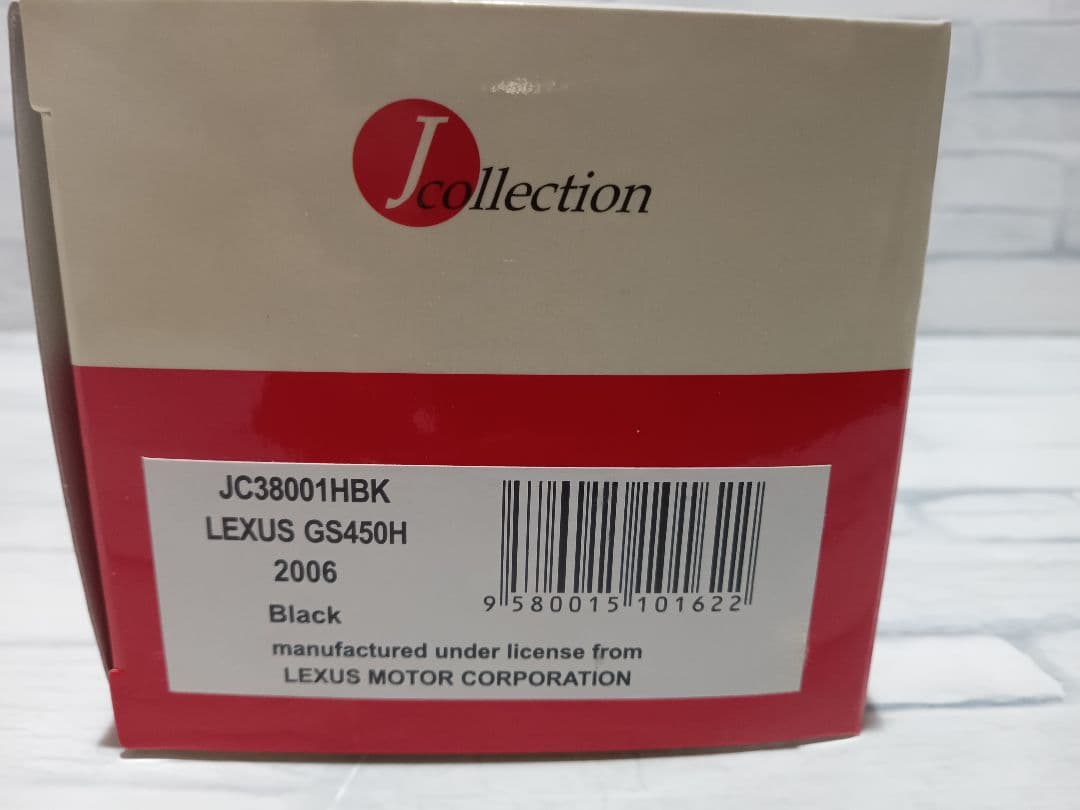 Jcollection
JC38001HBK
LEXUS GS450H
2006
Black
manufactured under license from
LEXUS MOTOR CORPORATION
9 580015 101622